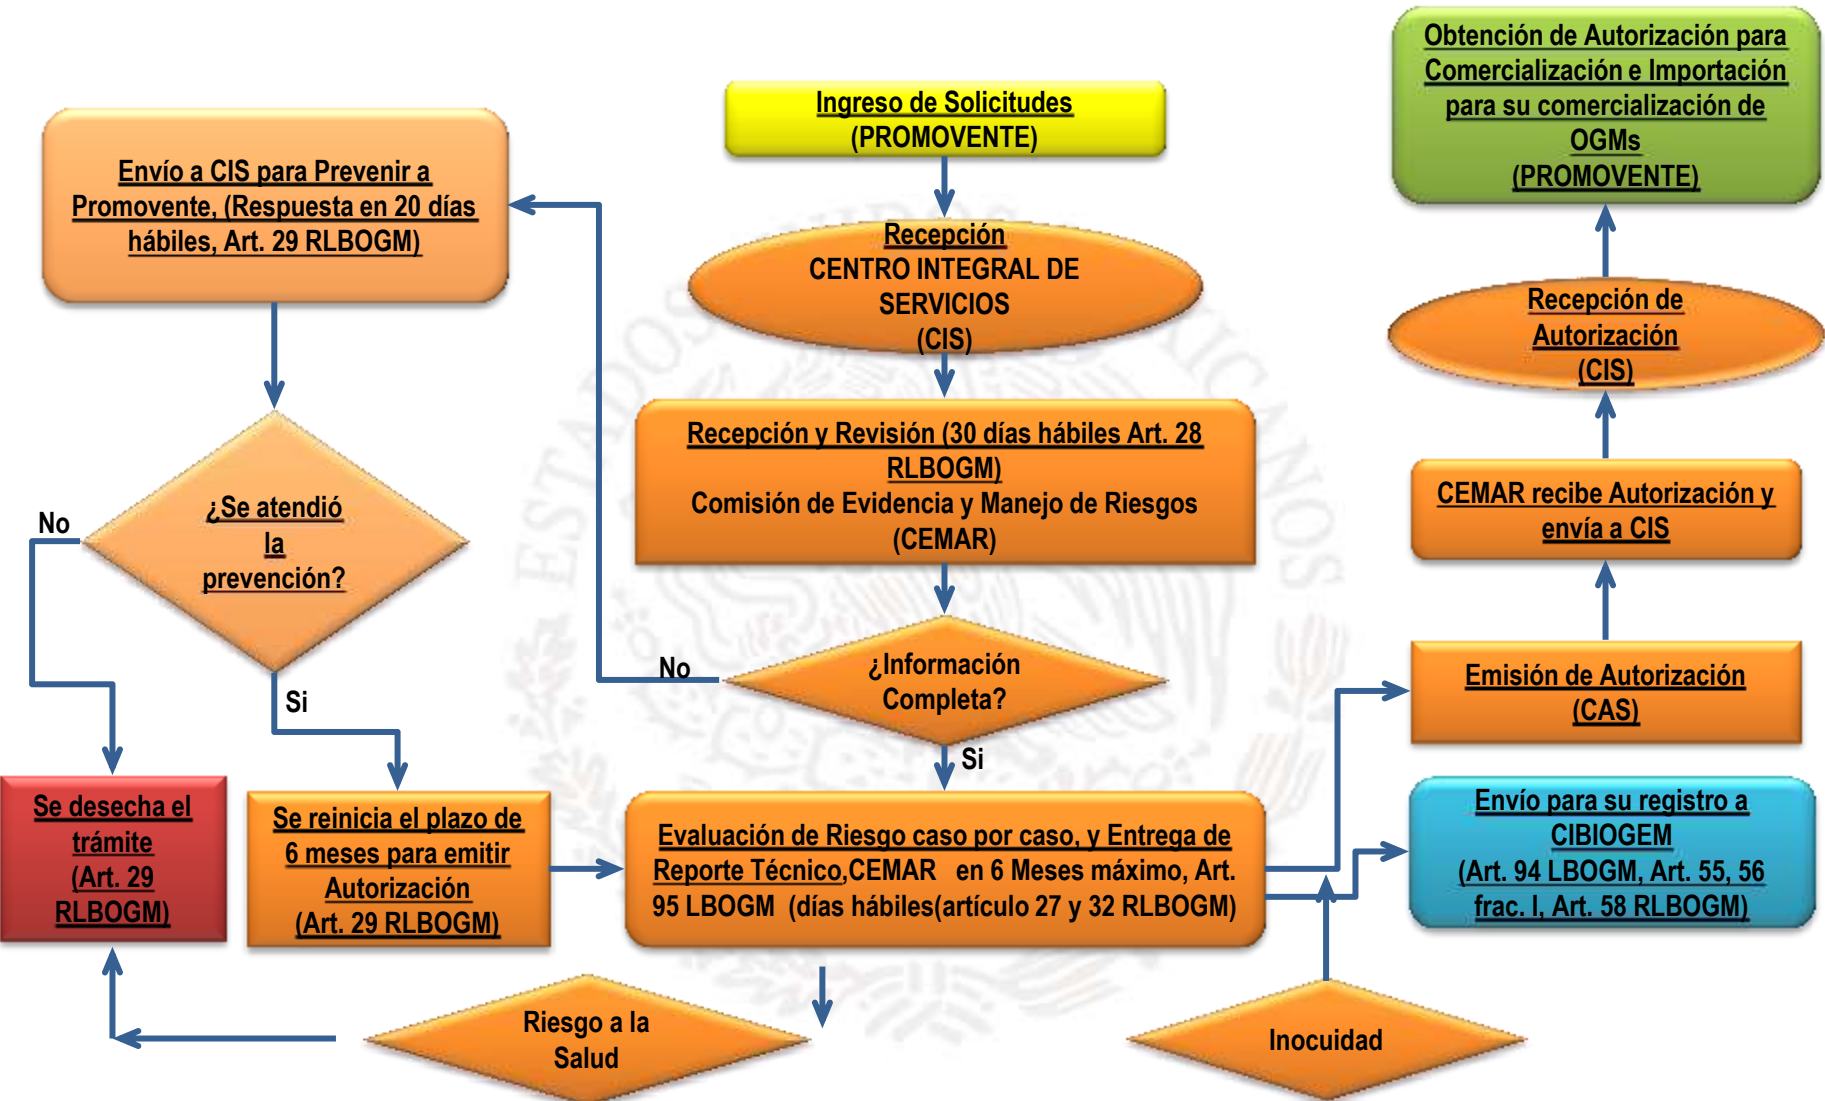 Ingreso de Solicitudes
(PROMOVENTE)
Recepción
CENTRO INTEGRAL DE
SERVICIOS
(CIS)
Recepción y Revisión (30 días hábiles Art. 28
RLBOGM)
Comisión de Evidencia y Manejo de Riesgos
(CEMAR)
¿Información
Completa?
No
Si
Envío a CIS para Prevenir a
Promovente, (Respuesta en 20 días
hábiles, Art. 29 RLBOGM)
¿Se atendió
la
prevención?
No
Si
Se desecha el
trámite
(Art. 29
RLBOGM)
Se reinicia el plazo de
6 meses para emitir
Autorización
(Art. 29 RLBOGM)
Evaluación de Riesgo caso por caso, y Entrega de
Reporte Técnico,CEMAR en 6 Meses máximo, Art.
95 LBOGM (días hábiles(artículo 27 y 32 RLBOGM)
Riesgo a la
Salud
Inocuidad
Envío para su registro a
CIBIOGEM
(Art. 94 LBOGM, Art. 55, 56
frac. I, Art. 58 RLBOGM)
Emisión de Autorización
(CAS)
CEMAR recibe Autorización y
envía a CIS
Recepción de
Autorización
(CIS)
Obtención de Autorización para
Comercialización e Importación
para su comercialización de
OGMs
(PROMOVENTE)